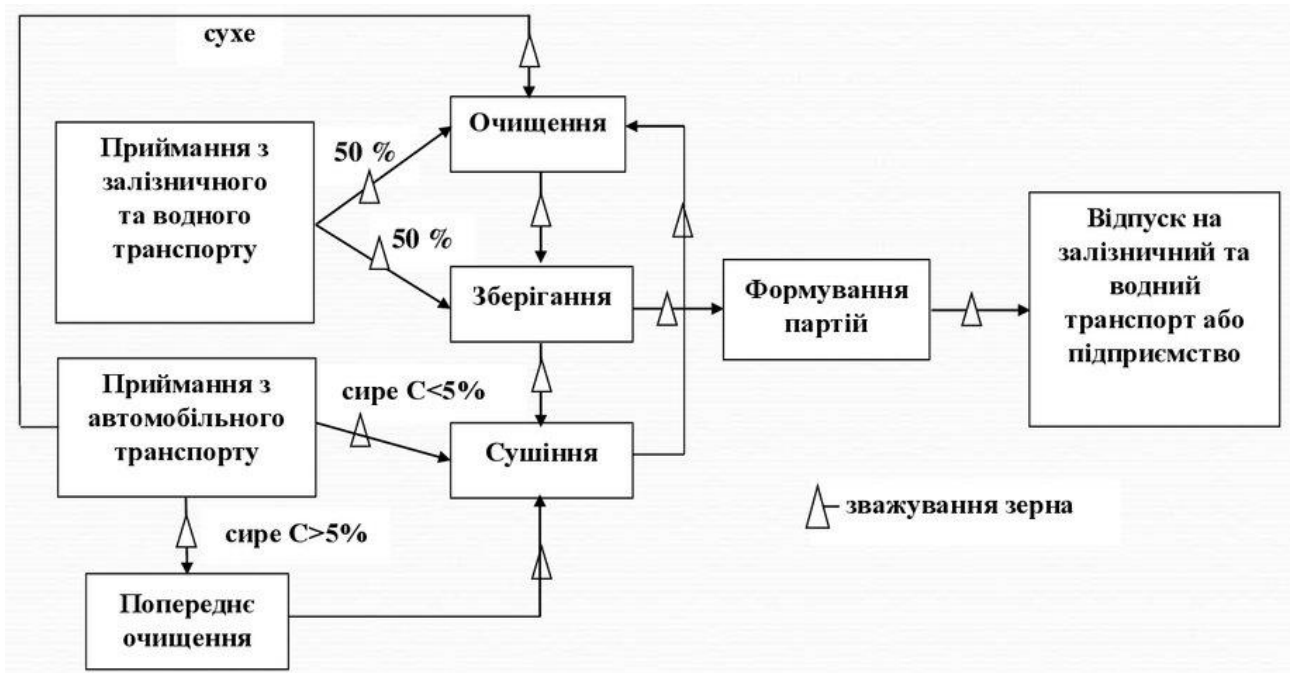 сухе
Очищення
Приймання з
залізничного
та водного
транспорту
50 %
50 %
Зберігання
Формування
партій
Відпуск на
залізничний та
водний
транспорт або
підприємство
Приймання з
автомобільного
транспорту
сире С<5%
Сушіння
зважування зерна
сире С>5%
Попереднє
очищення